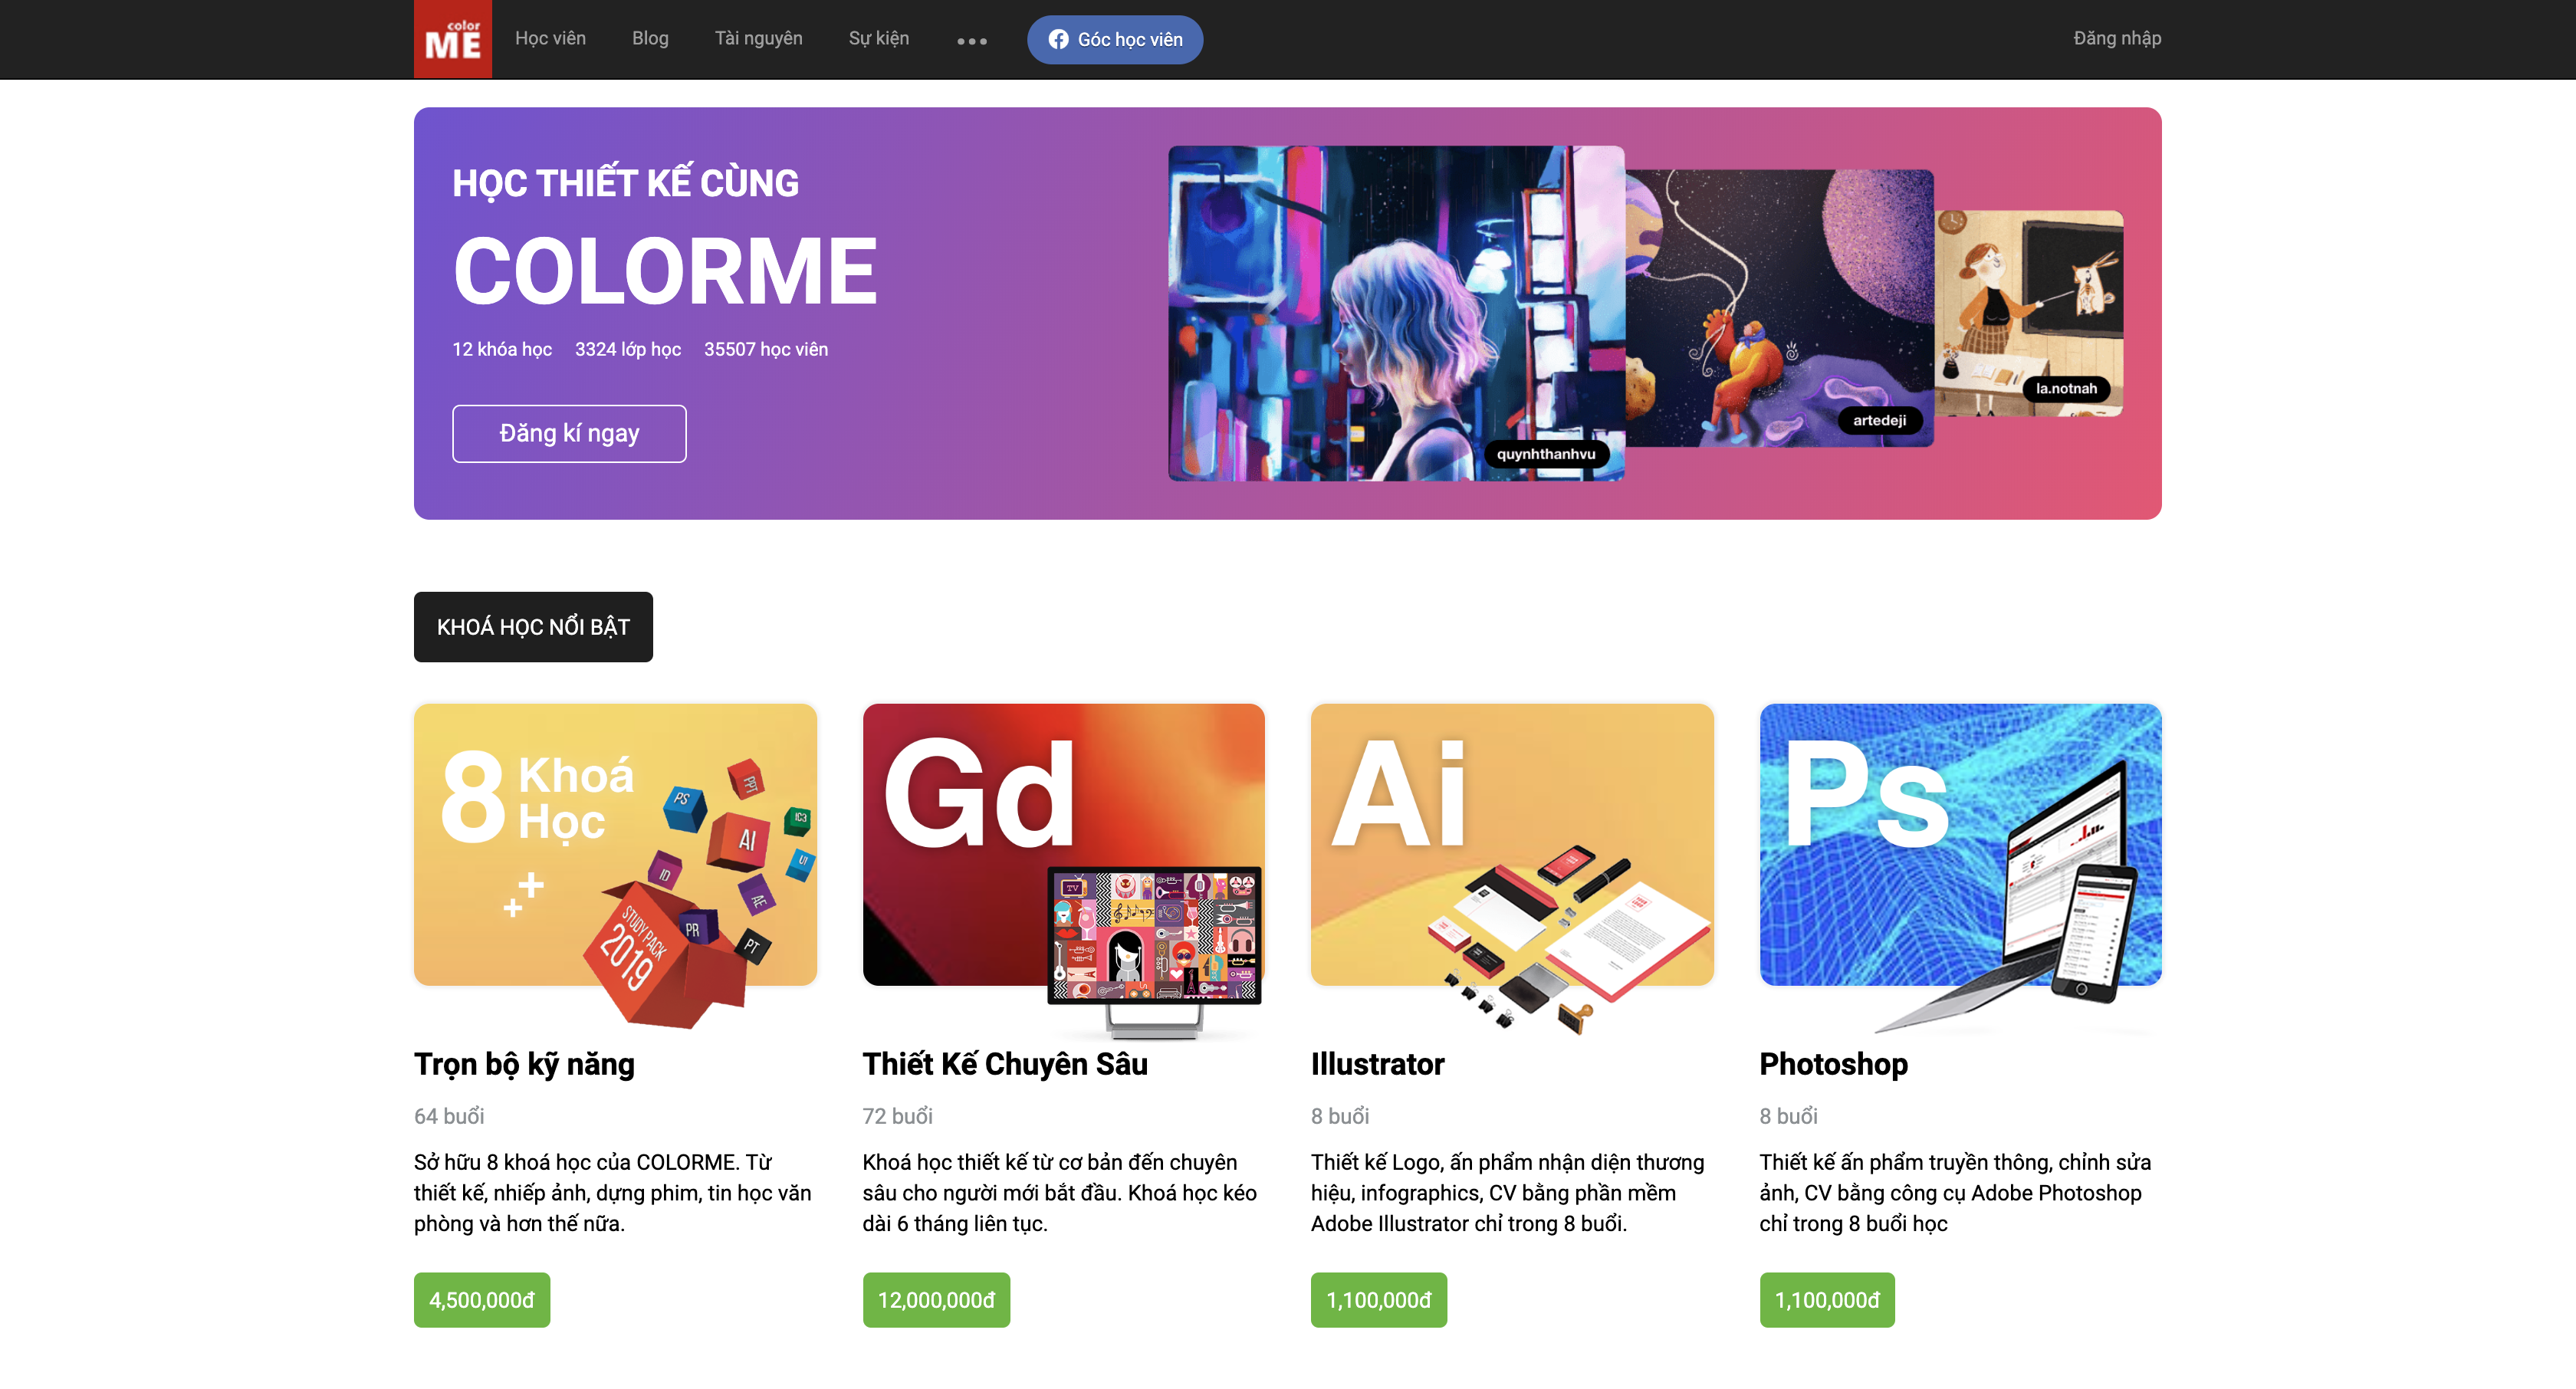 color
ME
Học viên
Blog
Tài nguyên
Sự kiện
Góc học viên
Đăng nhập
HỌC THIẾT KẾ CÙNG
COLORME
12 khóa học 3324 lớp học 35507 học viên
Đăng kí ngay
quynhthanhvu
artedeji
la.notnah
KHOÁ HỌC NỔI BẬT
8 Khoá
Học
PPT
PS
IC3
AI
UI
ID
AE
PR
PT
STUDY PACK
2019
Gd
TV
Ai
Ps
Trọn bộ kỹ năng
64 buổi
Sở hữu 8 khoá học của COLORME. Từ
thiết kế, nhiếp ảnh, dựng phim, tin học văn
phòng và hơn thế nữa.
4,500,000đ
Thiết Kế Chuyên Sâu
72 buổi
Khoá học thiết kế từ cơ bản đến chuyên
sâu cho người mới bắt đầu. Khoá học kéo
dài 6 tháng liên tục.
12,000,000đ
Illustrator
8 buổi
Thiết kế Logo, ấn phẩm nhận diện thương
hiệu, infographics, CV bằng phần mềm
Adobe Illustrator chỉ trong 8 buổi.
1,100,000đ
Photoshop
8 buổi
Thiết kế ấn phẩm truyền thông, chỉnh sửa
ảnh, CV bằng công cụ Adobe Photoshop
chỉ trong 8 buổi học
1,100,000đ